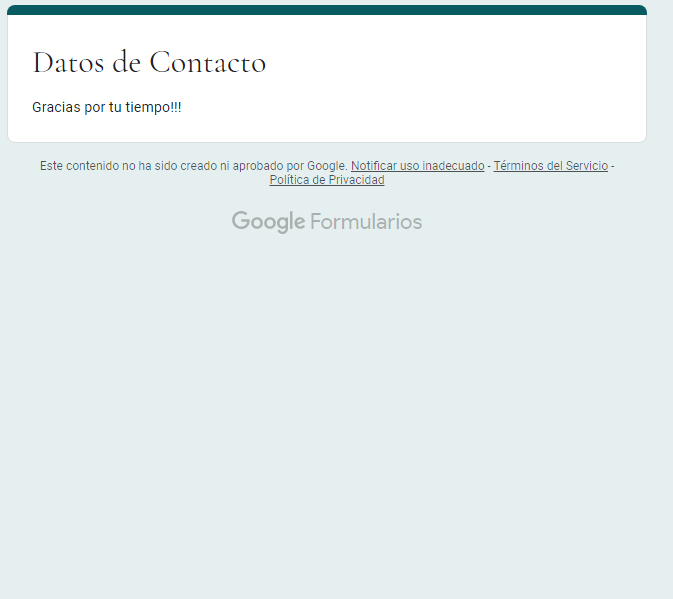 Datos de Contacto
Gracias por tu tiempo!!!
Este contenido no ha sido creado ni aprobado por Google. Notificar uso inadecuado - Términos del Servicio -
Política de Privacidad
Google Formularios